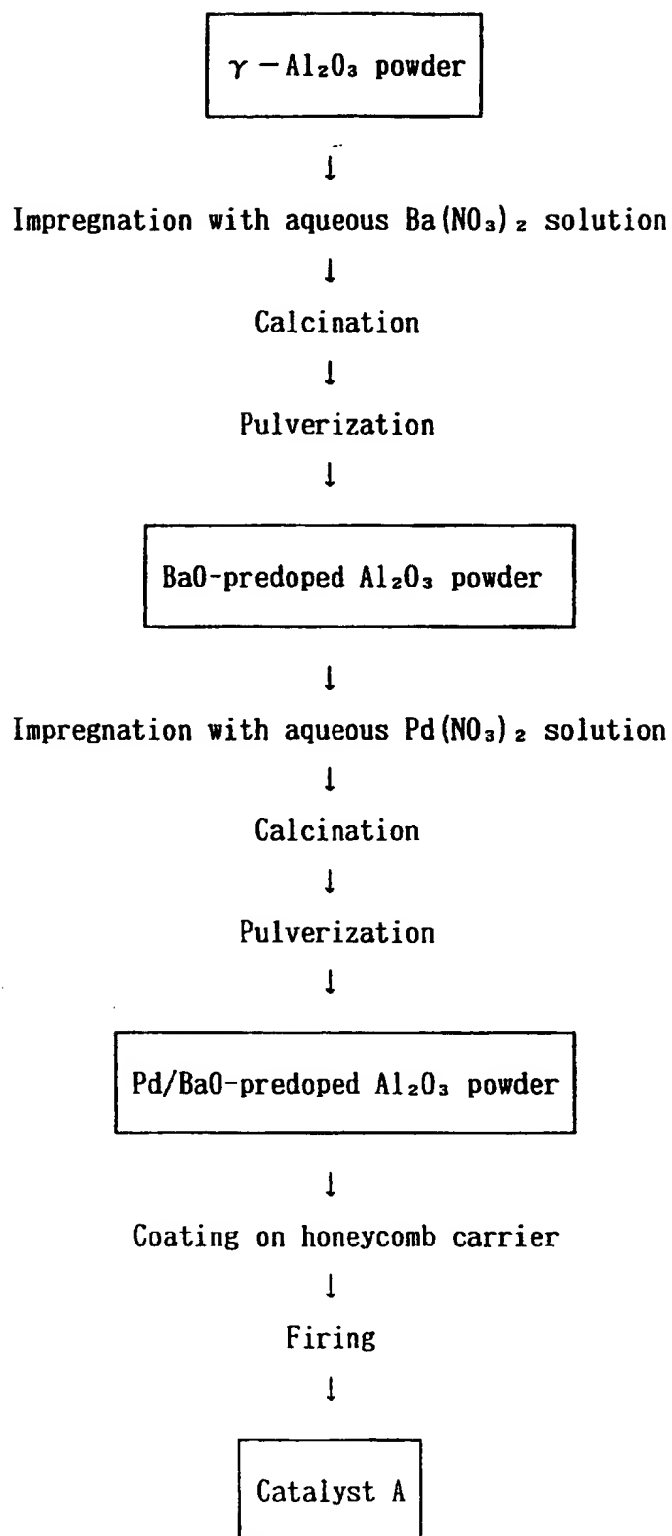 γ－Al₂O₃ powder
↓
Impregnation with aqueous Ba(NO₃)₂ solution
↓
Calcination
↓
Pulverization
↓
BaO-predoped Al₂O₃ powder
↓
Impregnation with aqueous Pd(NO₃)₂ solution
↓
Calcination
↓
Pulverization
↓
Pd/BaO-predoped Al₂O₃ powder
↓
Coating on honeycomb carrier
↓
Firing
↓
Catalyst A